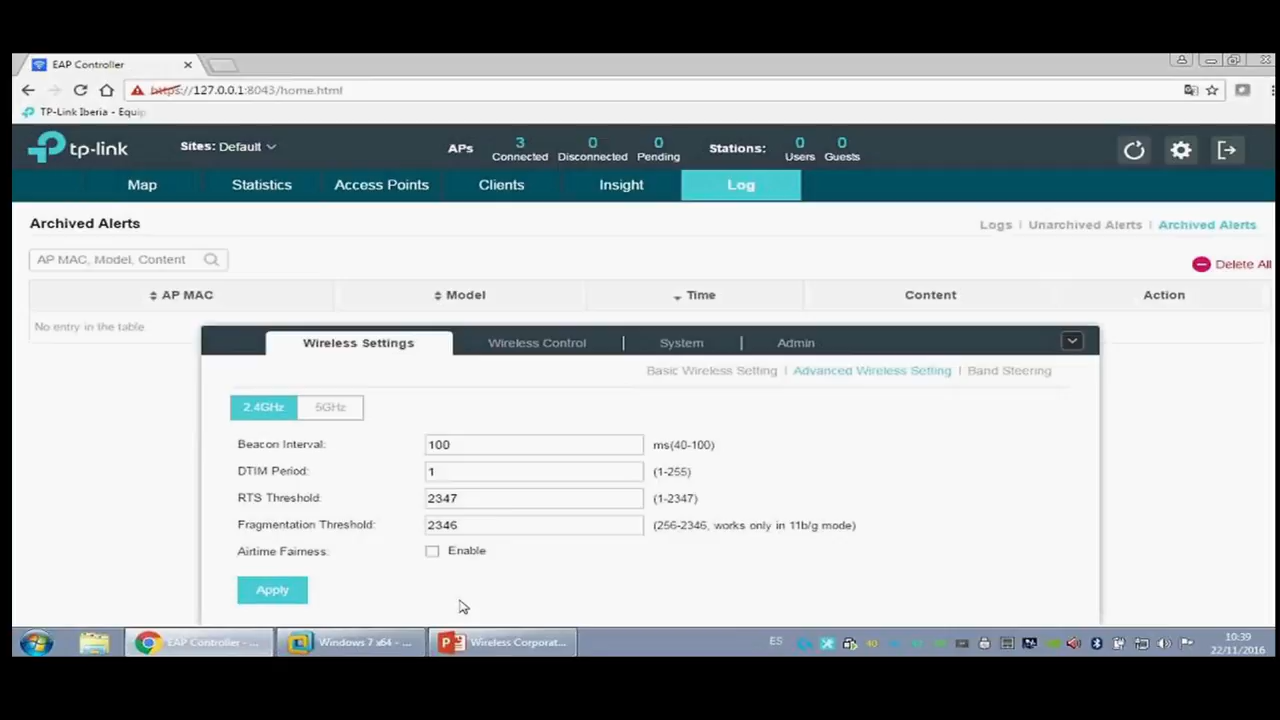 EAP Controller
https://127.0.0.1:8043/home.html
TP-Link Iberia - Equip
tp-link
Sites: Default
APs
3 Connected
0 Disconnected
0 Pending
Stations:
0 Users
0 Guests
Map Statistics Access Points Clients Insight Log
Archived Alerts
Logs | Unarchived Alerts | Archived Alerts
AP MAC, Model, Content
Delete All
AP MAC Model Time Content Action
No entry in the table.
Wireless Settings Wireless Control | System | Admin
Basic Wireless Setting | Advanced Wireless Setting | Band Steering
2.4GHz 5GHz
Beacon Interval: 100 ms(40-100)
DTIM Period: 1 (1-255)
RTS Threshold: 2347 (1-2347)
Fragmentation Threshold: 2346 (256-2346, works only in 11b/g mode)
Airtime Fairness: Enable
Apply
EAP Controller - ... Windows 7 x64 - ... Wireless Corporat...
ES
10:39
22/11/2016